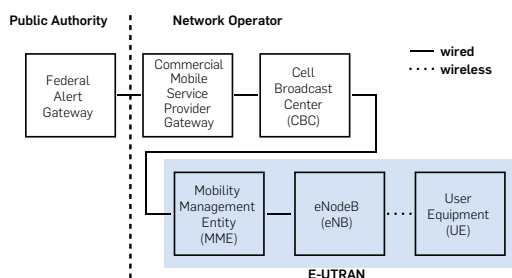 Public Authority
Network Operator
Federal
Alert
Gateway
Commercial
Mobile
Service
Provider
Gateway
Cell
Broadcast
Center
(CBC)
wired
wireless
Mobility
Management
Entity
(MME)
eNodeB
(eNB)
User
Equipment
(UE)
E-UTRAN